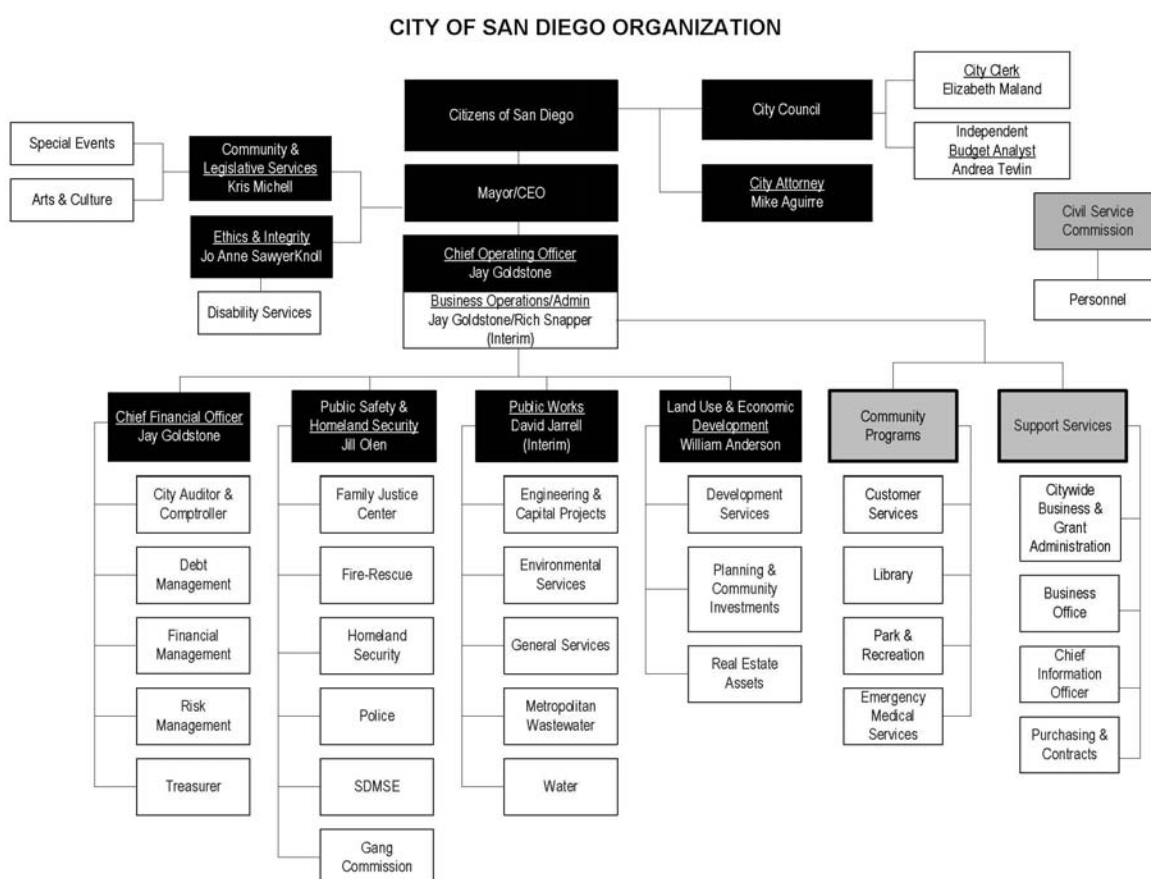 CITY OF SAN DIEGO ORGANIZATION
Citizens of San Diego
City Council
City Clerk
Elizabeth Maland
Independent
Budget Analyst
Andrea Tevlin
Special Events
Arts & Culture
Community &
Legislative Services
Kris Michell
Mayor/CEO
City Attorney
Mike Aguirre
Civil Service
Commission
Personnel
Ethics & Integrity
Jo Anne SawyerKnoll
Disability Services
Chief Operating Officer
Jay Goldstone
Business Operations/Admin
Jay Goldstone/Rich Snapper
(Interim)
Chief Financial Officer
Jay Goldstone
City Auditor &
Comptroller
Debt
Management
Financial
Management
Risk
Management
Treasurer
Public Safety &
Homeland Security
Jill Olen
Family Justice
Center
Fire-Rescue
Homeland
Security
Police
SDMSE
Gang
Commission
Public Works
David Jarrell
(Interim)
Engineering &
Capital Projects
Environmental
Services
General Services
Metropolitan
Wastewater
Water
Land Use & Economic
Development
William Anderson
Development
Services
Planning &
Community
Investments
Real Estate
Assets
Community
Programs
Customer
Services
Library
Park &
Recreation
Emergency
Medical
Services
Support Services
Citywide
Business &
Grant
Administration
Business
Office
Chief
Information
Officer
Purchasing &
Contracts